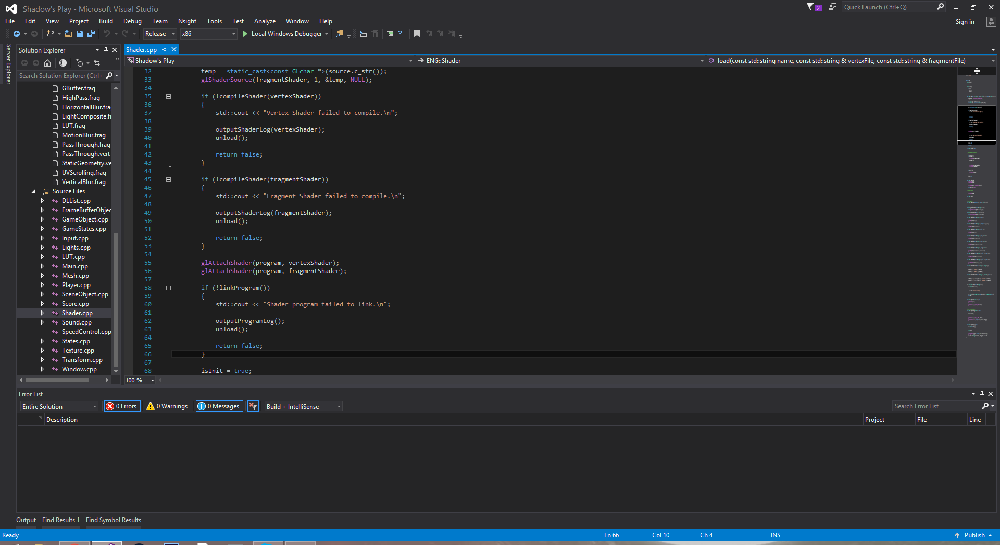 Shadow's Play - Microsoft Visual Studio
2
Quick Launch (Ctrl+Q)
File Edit View Project Build Debug Team Nsight Tools Test Analyze Window Help
Sign in
Release x86 Local Windows Debugger
Server Explorer
Solution Explorer
Search Solution Explorer (Ctrl+
GBuffer.frag
HighPass.frag
HorizontalBlur.fra
LightComposite.fr
LUT.frag
MotionBlur.frag
PassThrough.frag
PassThrough.vert
StaticGeometry.ve
UVScrolling.frag
VerticalBlur.frag
Source Files
DLList.cpp
FrameBufferObjec
GameObject.cpp
GameStates.cpp
Input.cpp
Lights.cpp
LUT.cpp
Main.cpp
Mesh.cpp
Player.cpp
SceneObject.cpp
Score.cpp
Shader.cpp
Sound.cpp
SpeedControl.cpp
States.cpp
Texture.cpp
Transform.cpp
Window.cpp
Shader.cpp
Shadow's Play
ENG::Shader
load(const std::string name, const std::string & vertexFile, const std::string & fragmentFile)
32 temp = static_cast<const GLchar *>(source.c_str());
33 glShaderSource(fragmentShader, 1, &temp, NULL);
34
35 if (!compileShader(vertexShader))
36 {
37 std::cout << "Vertex Shader failed to compile.\n";
38
39 outputShaderLog(vertexShader);
40 unload();
41
42 return false;
43 }
44
45 if (!compileShader(fragmentShader))
46 {
47 std::cout << "Fragment Shader failed to compile.\n";
48
49 outputShaderLog(fragmentShader);
50 unload();
51
52 return false;
53 }
54
55 glAttachShader(program, vertexShader);
56 glAttachShader(program, fragmentShader);
57
58 if (!linkProgram())
59 {
60 std::cout << "Shader program failed to link.\n";
61
62 outputProgramLog();
63 unload();
64
65 return false;
66 }
67
68 isInit = true;
100 %
Error List
Entire Solution 0 Errors 0 Warnings 0 Messages Build + IntelliSense
Search Error List
Description Project File Line
Output Find Results 1 Find Symbol Results
Ready Ln 66 Col 10 Ch 4 INS Publish